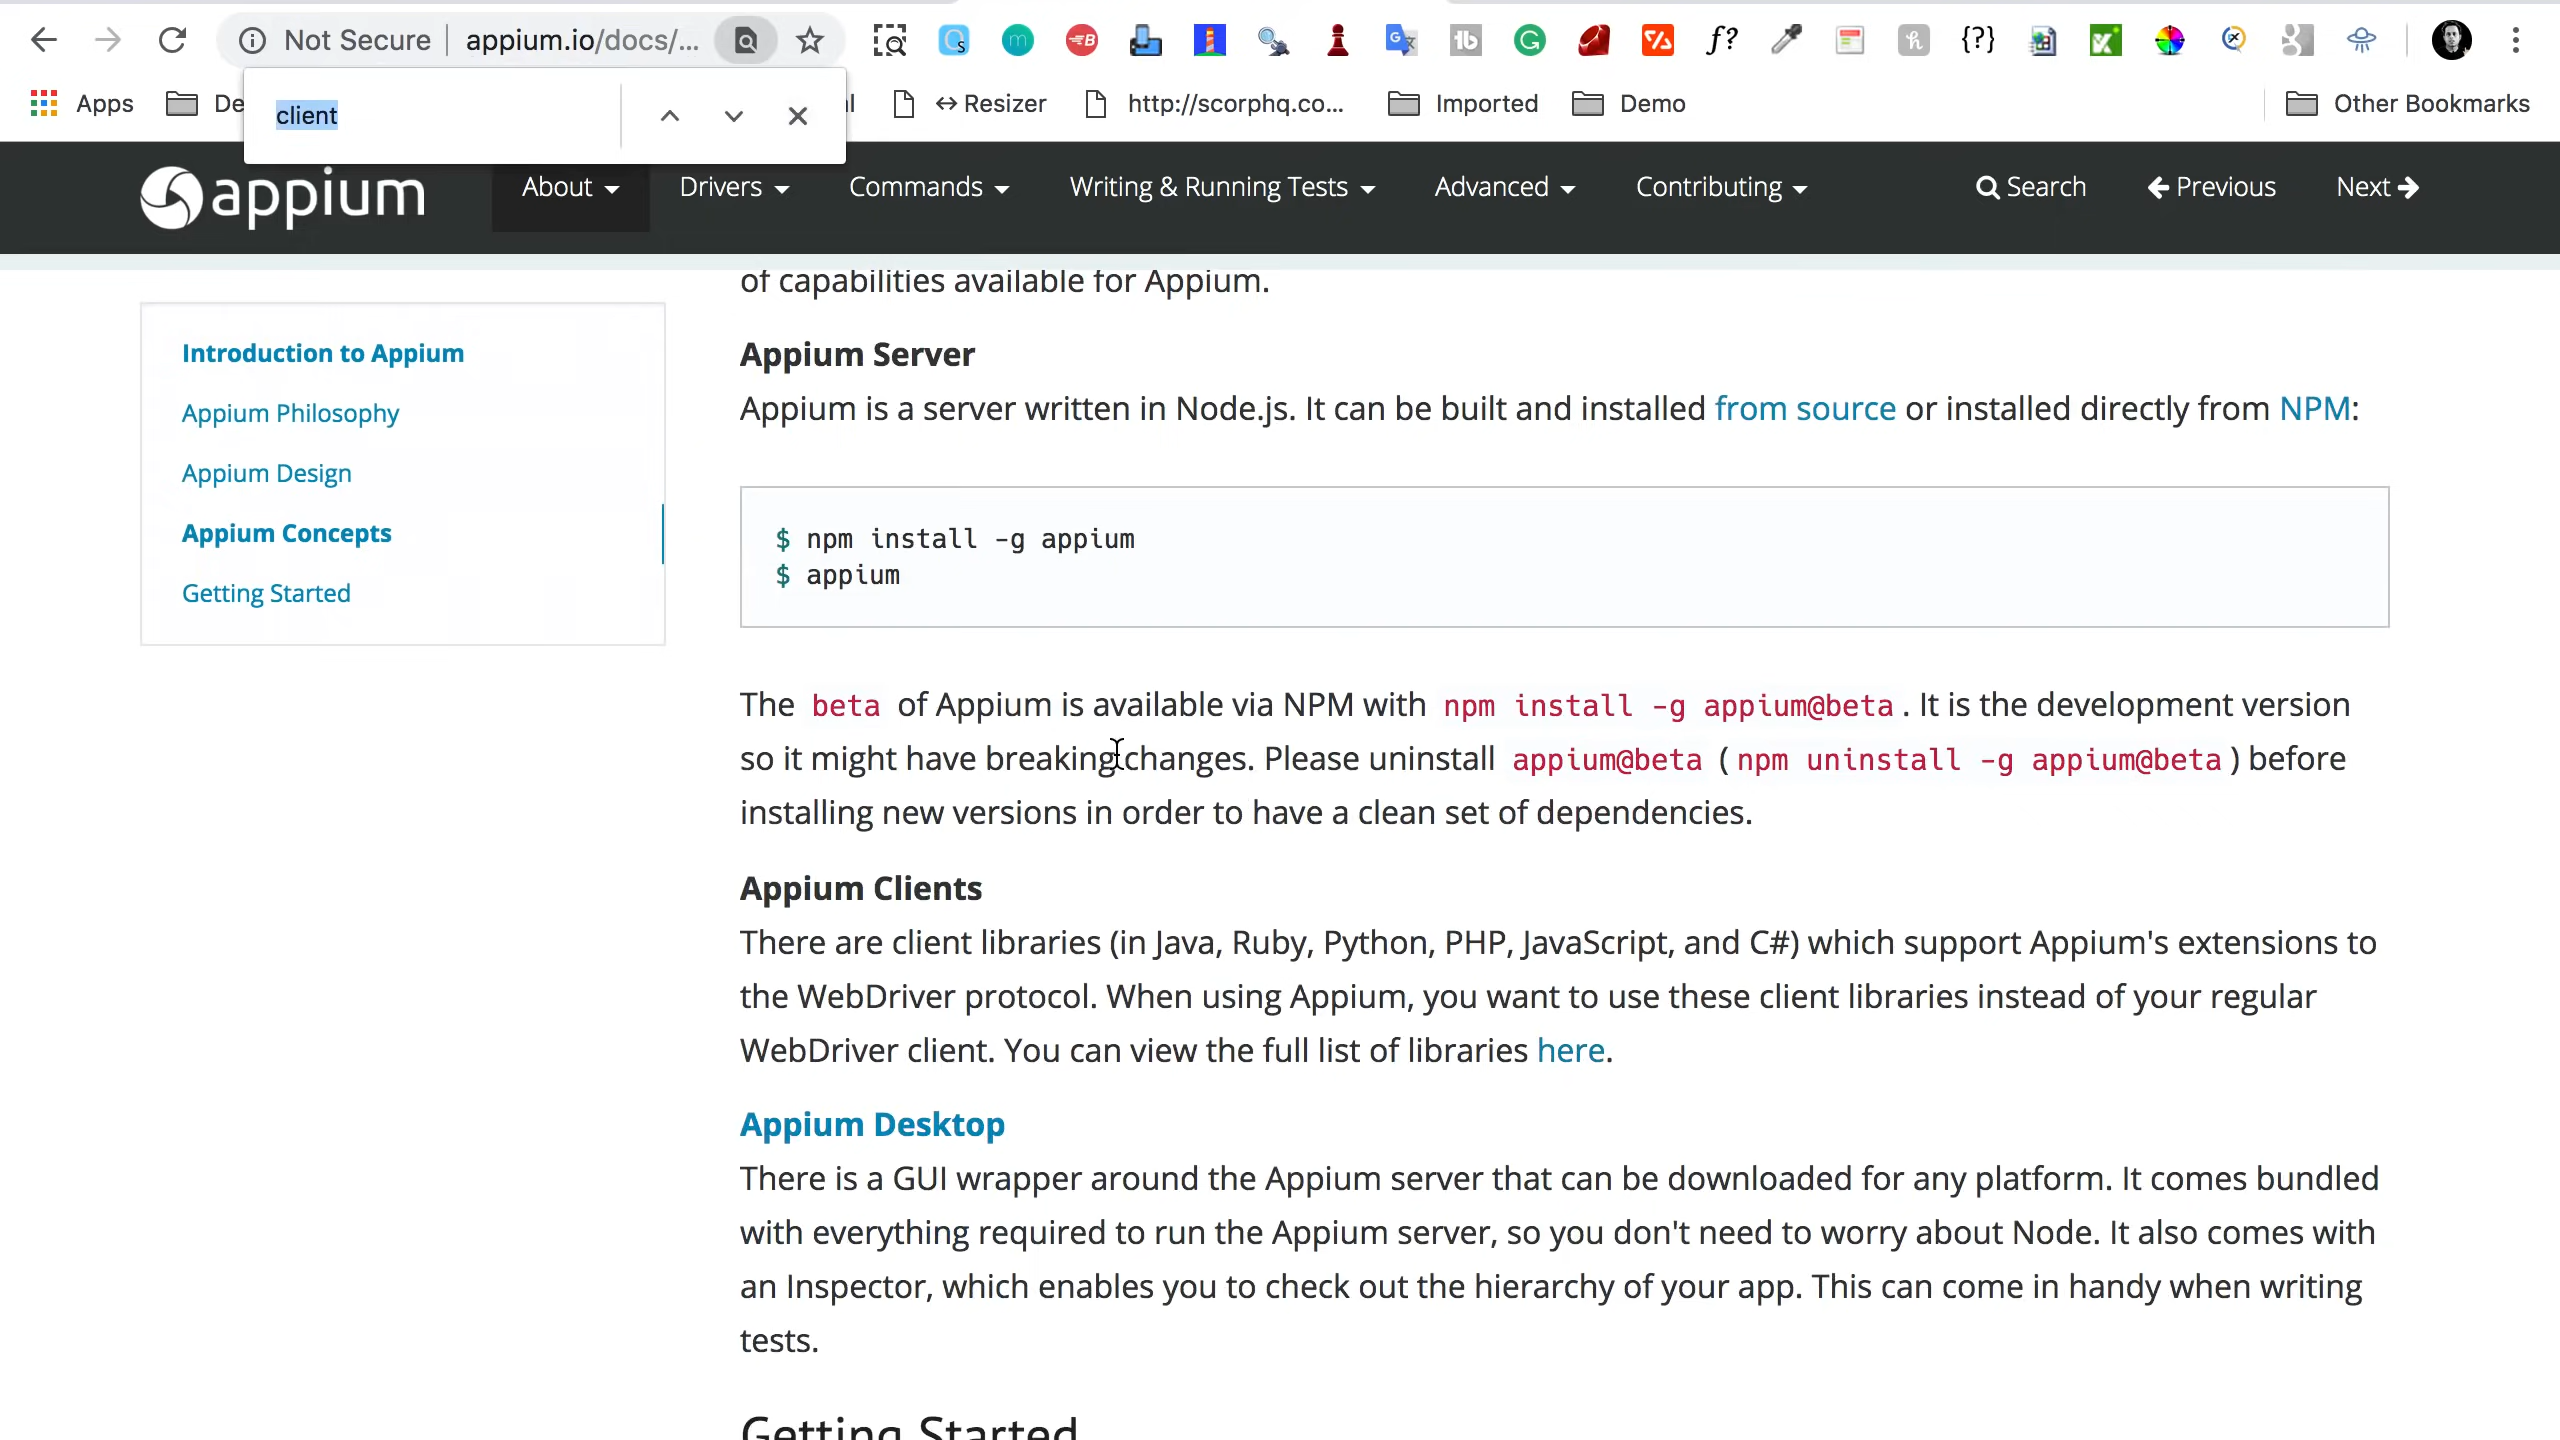 Not Secure
appium.io/docs/...
Apps
De
client
l
↔ Resizer
http://scorphq.co...
Imported
Demo
Other Bookmarks
appium
About
Drivers
Commands
Writing & Running Tests
Advanced
Contributing
Search
Previous
Next
Introduction to Appium
Appium Philosophy
Appium Design
Appium Concepts
Getting Started
of capabilities available for Appium.
Appium Server
Appium is a server written in Node.js. It can be built and installed from source or installed directly from NPM:
$ npm install -g appium
$ appium
The beta of Appium is available via NPM with npm install -g appium@beta. It is the development version
so it might have breaking changes. Please uninstall appium@beta (npm uninstall -g appium@beta) before
installing new versions in order to have a clean set of dependencies.
Appium Clients
There are client libraries (in Java, Ruby, Python, PHP, JavaScript, and C#) which support Appium's extensions to
the WebDriver protocol. When using Appium, you want to use these client libraries instead of your regular
WebDriver client. You can view the full list of libraries here.
Appium Desktop
There is a GUI wrapper around the Appium server that can be downloaded for any platform. It comes bundled
with everything required to run the Appium server, so you don't need to worry about Node. It also comes with
an Inspector, which enables you to check out the hierarchy of your app. This can come in handy when writing
tests.
Getting Started